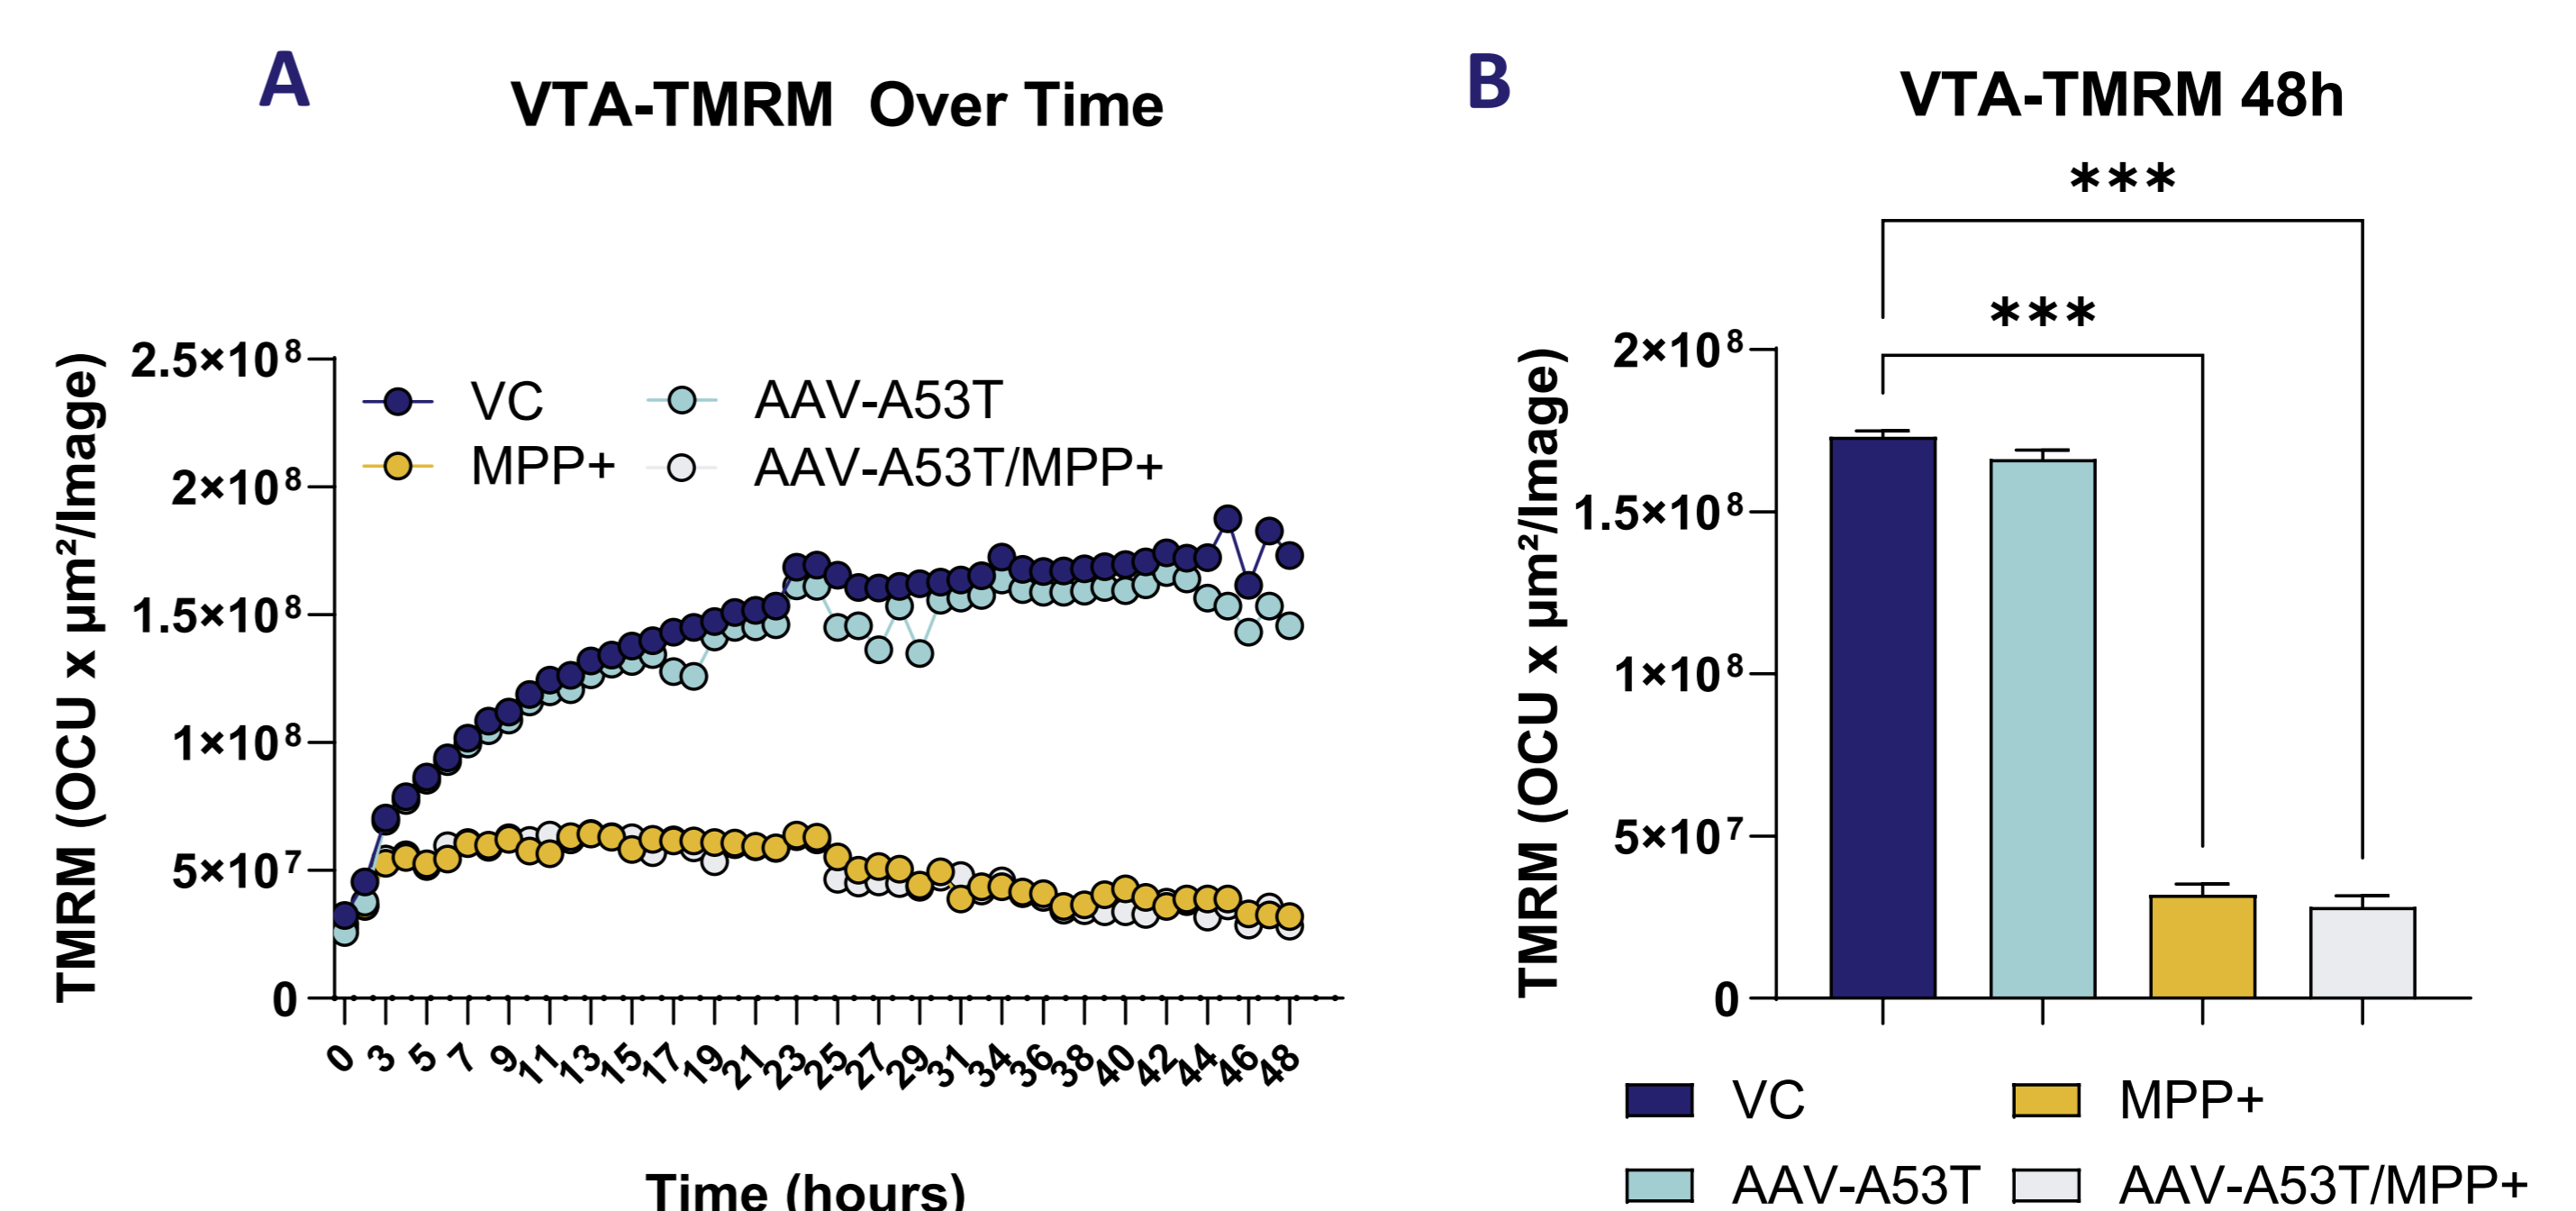 A
VTA-TMRM  Over Time
TMRM (OCU x µm²/Image)
2.5×10⁸
2×10⁸
1.5×10⁸
1×10⁸
5×10⁷
0
VC
AAV-A53T
MPP+
AAV-A53T/MPP+
0 3 5 7 9 11 13 15 17 19 21 23 25 27 29 31 34 36 38 40 42 44 46 48
Time (hours)
B
VTA-TMRM 48h
***
***
TMRM (OCU x µm²/Image)
2×10⁸
1.5×10⁸
1×10⁸
5×10⁷
0
VC
MPP+
AAV-A53T
AAV-A53T/MPP+